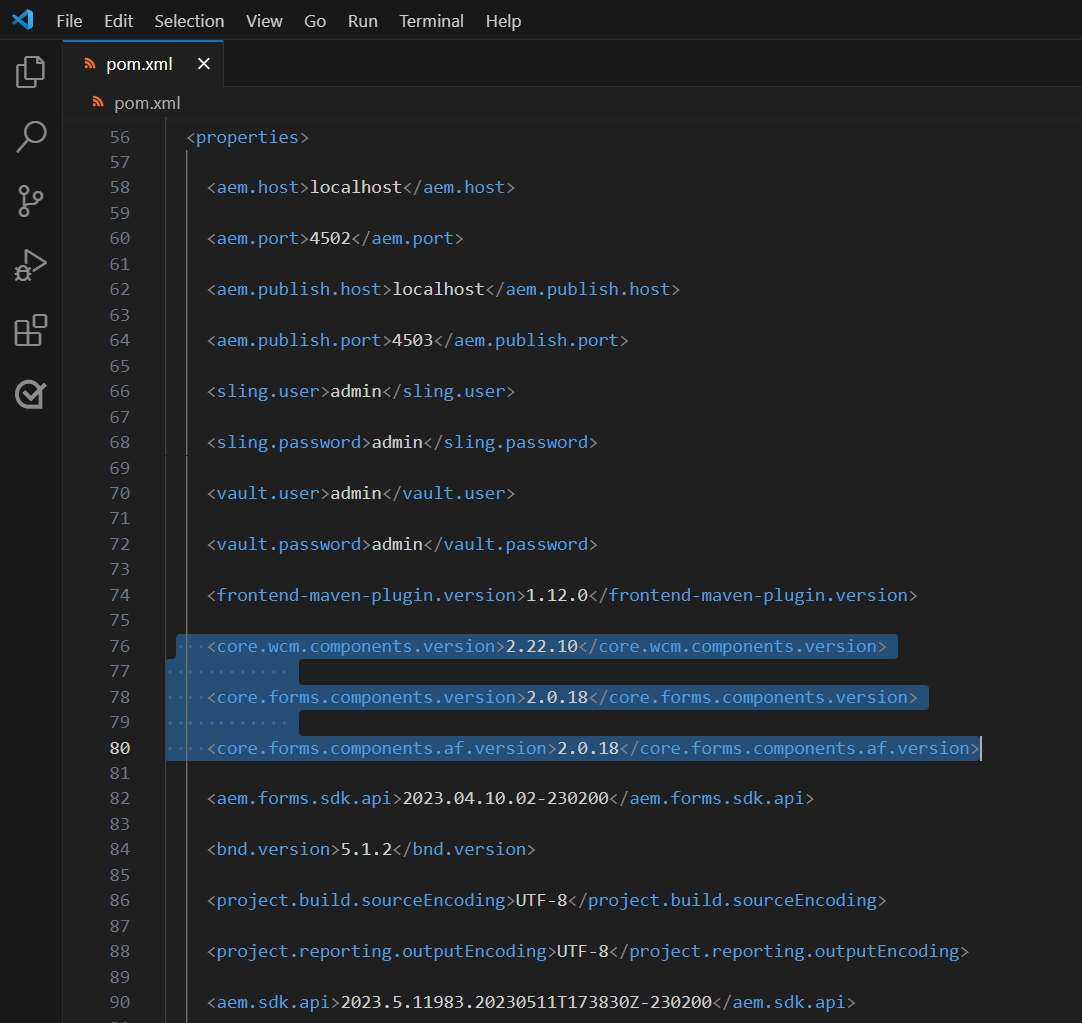 File Edit Selection View Go Run Terminal Help
pom.xml
pom.xml
56 <properties>
57
58 <aem.host>localhost</aem.host>
59
60 <aem.port>4502</aem.port>
61
62 <aem.publish.host>localhost</aem.publish.host>
63
64 <aem.publish.port>4503</aem.publish.port>
65
66 <sling.user>admin</sling.user>
67
68 <sling.password>admin</sling.password>
69
70 <vault.user>admin</vault.user>
71
72 <vault.password>admin</vault.password>
73
74 <frontend-maven-plugin.version>1.12.0</frontend-maven-plugin.version>
75
76 <core.wcm.components.version>2.22.10</core.wcm.components.version>
77
78 <core.forms.components.version>2.0.18</core.forms.components.version>
79
80 <core.forms.components.af.version>2.0.18</core.forms.components.af.version>
81
82 <aem.forms.sdk.api>2023.04.10.02-230200</aem.forms.sdk.api>
83
84 <bnd.version>5.1.2</bnd.version>
85
86 <project.build.sourceEncoding>UTF-8</project.build.sourceEncoding>
87
88 <project.reporting.outputEncoding>UTF-8</project.reporting.outputEncoding>
89
90 <aem.sdk.api>2023.5.11983.20230511T173830Z-230200</aem.sdk.api>